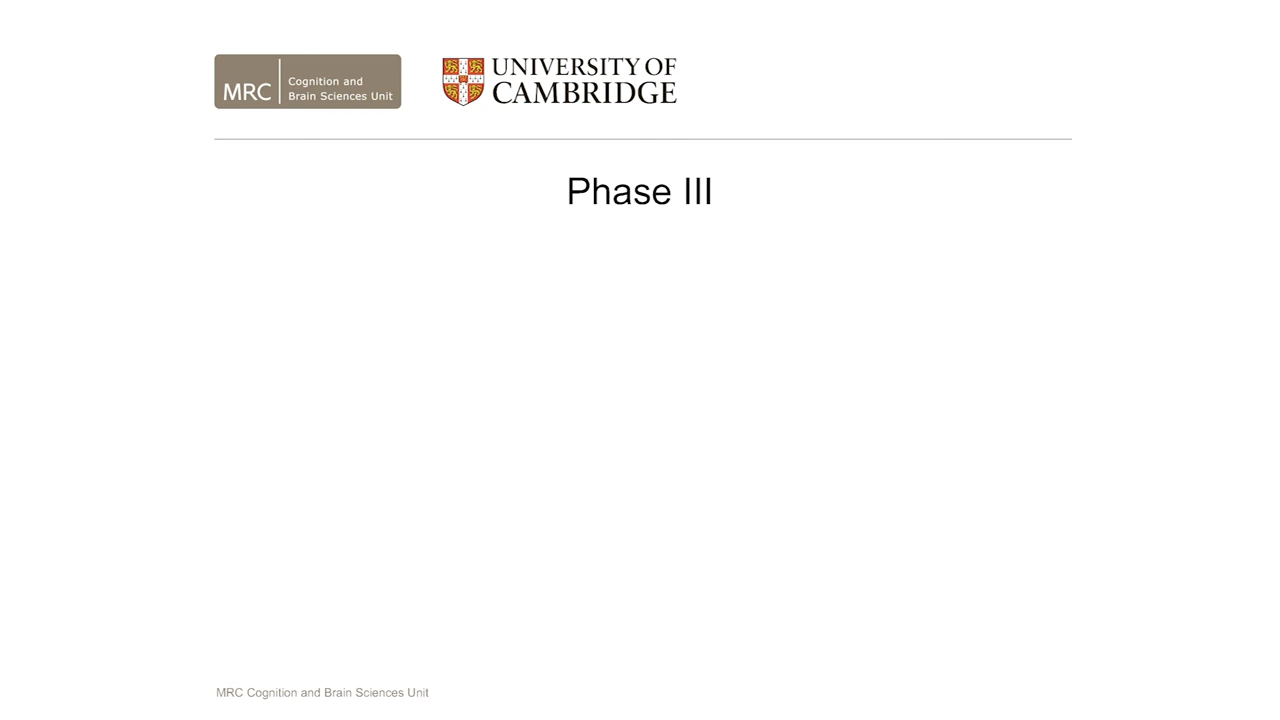 MRC
Cognition and
Brain Sciences Unit
UNIVERSITY OF
CAMBRIDGE
Phase III
MRC Cognition and Brain Sciences Unit